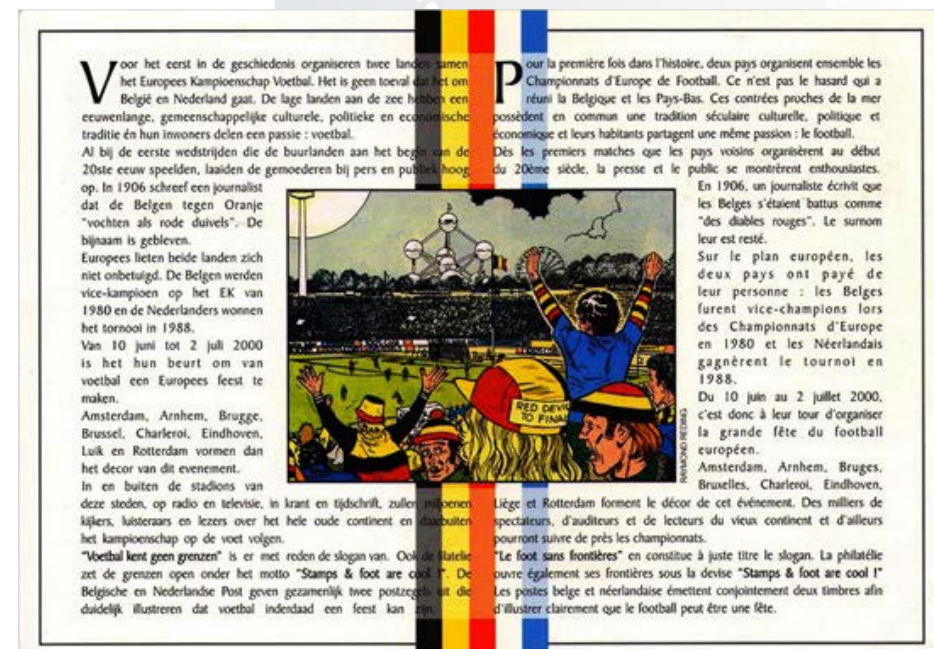 Voor het eerst in de geschiedenis organiseren twee landen samen
het Europees Kampioenschap Voetbal. Het is geen toeval dat het om
België en Nederland gaat. De lage landen aan de zee hebben een
eeuwenlange, gemeenschappelijke culturele, politieke en economische
traditie én hun inwoners delen een passie : voetbal.
Al bij de eerste wedstrijden die de buurlanden aan het begin van de
20ste eeuw speelden, laaiden de gemoederen bij pers en publiek hoog
op. In 1906 schreef een journalist
dat de Belgen tegen Oranje
"vochten als rode duivels". De
bijnaam is gebleven.
Europees lieten beide landen zich
niet onbetuigd. De Belgen werden
vice-kampioen op het EK van
1980 en de Nederlanders wonnen
het tornooi in 1988.
Van 10 juni tot 2 juli 2000
is het hun beurt om van
voetbal een Europees feest te
maken.
Amsterdam, Arnhem, Brugge,
Brussel, Charleroi, Eindhoven,
Luik en Rotterdam vormen dan
het decor van dit evenement.
In en buiten de stadions van
deze steden, op radio en televisie, in krant en tijdschrift, zullen miljoenen
kijkers, luisteraars en lezers over het hele oude continent en daarbuiten
het kampioenschap op de voet volgen.
"Voetbal kent geen grenzen" is er met reden de slogan van. Ook de filatelie
zet de grenzen open onder het motto "Stamps & foot are cool !". De
Belgische en Nederlandse Post geven gezamenlijk twee postzegels uit die
duidelijk illustreren dat voetbal inderdaad een feest kan zijn.
Pour la première fois dans l'histoire, deux pays organisent ensemble les
Championnats d'Europe de Football. Ce n'est pas le hasard qui a
réuni la Belgique et les Pays-Bas. Ces contrées proches de la mer
possèdent en commun une tradition séculaire culturelle, politique et
économique et leurs habitants partagent une même passion : le football.
Dès les premiers matches que les pays voisins organisèrent au début
du 20ème siècle, la presse et le public se montrèrent enthousiastes.
En 1906, un journaliste écrivit que
les Belges s'étaient battus comme
"des diables rouges". Le surnom
leur est resté.
Sur le plan européen, les
deux pays ont payé de
leur personne : les Belges
furent vice-champions lors
des Championnats d'Europe
en 1980 et les Néerlandais
gagnèrent le tournoi en
1988.
Du 10 juin au 2 juillet 2000,
c'est donc à leur tour d'organiser
la grande fête du football
européen.
Amsterdam, Arnhem, Bruges,
Bruxelles, Charleroi, Eindhoven,
Liège et Rotterdam forment le décor de cet événement. Des milliers de
spectateurs, d'auditeurs et de lecteurs du vieux continent et d'ailleurs
pourront suivre de près les championnats.
"Le foot sans frontières" en constitue à juste titre le slogan. La philatélie
ouvre également ses frontières sous la devise "Stamps & foot are cool !"
Les postes belge et néerlandaise émettent conjointement deux timbres afin
d'illustrer clairement que le football peut être une fête.
RED DEVILS
TO FINAL
RAYMOND REDING